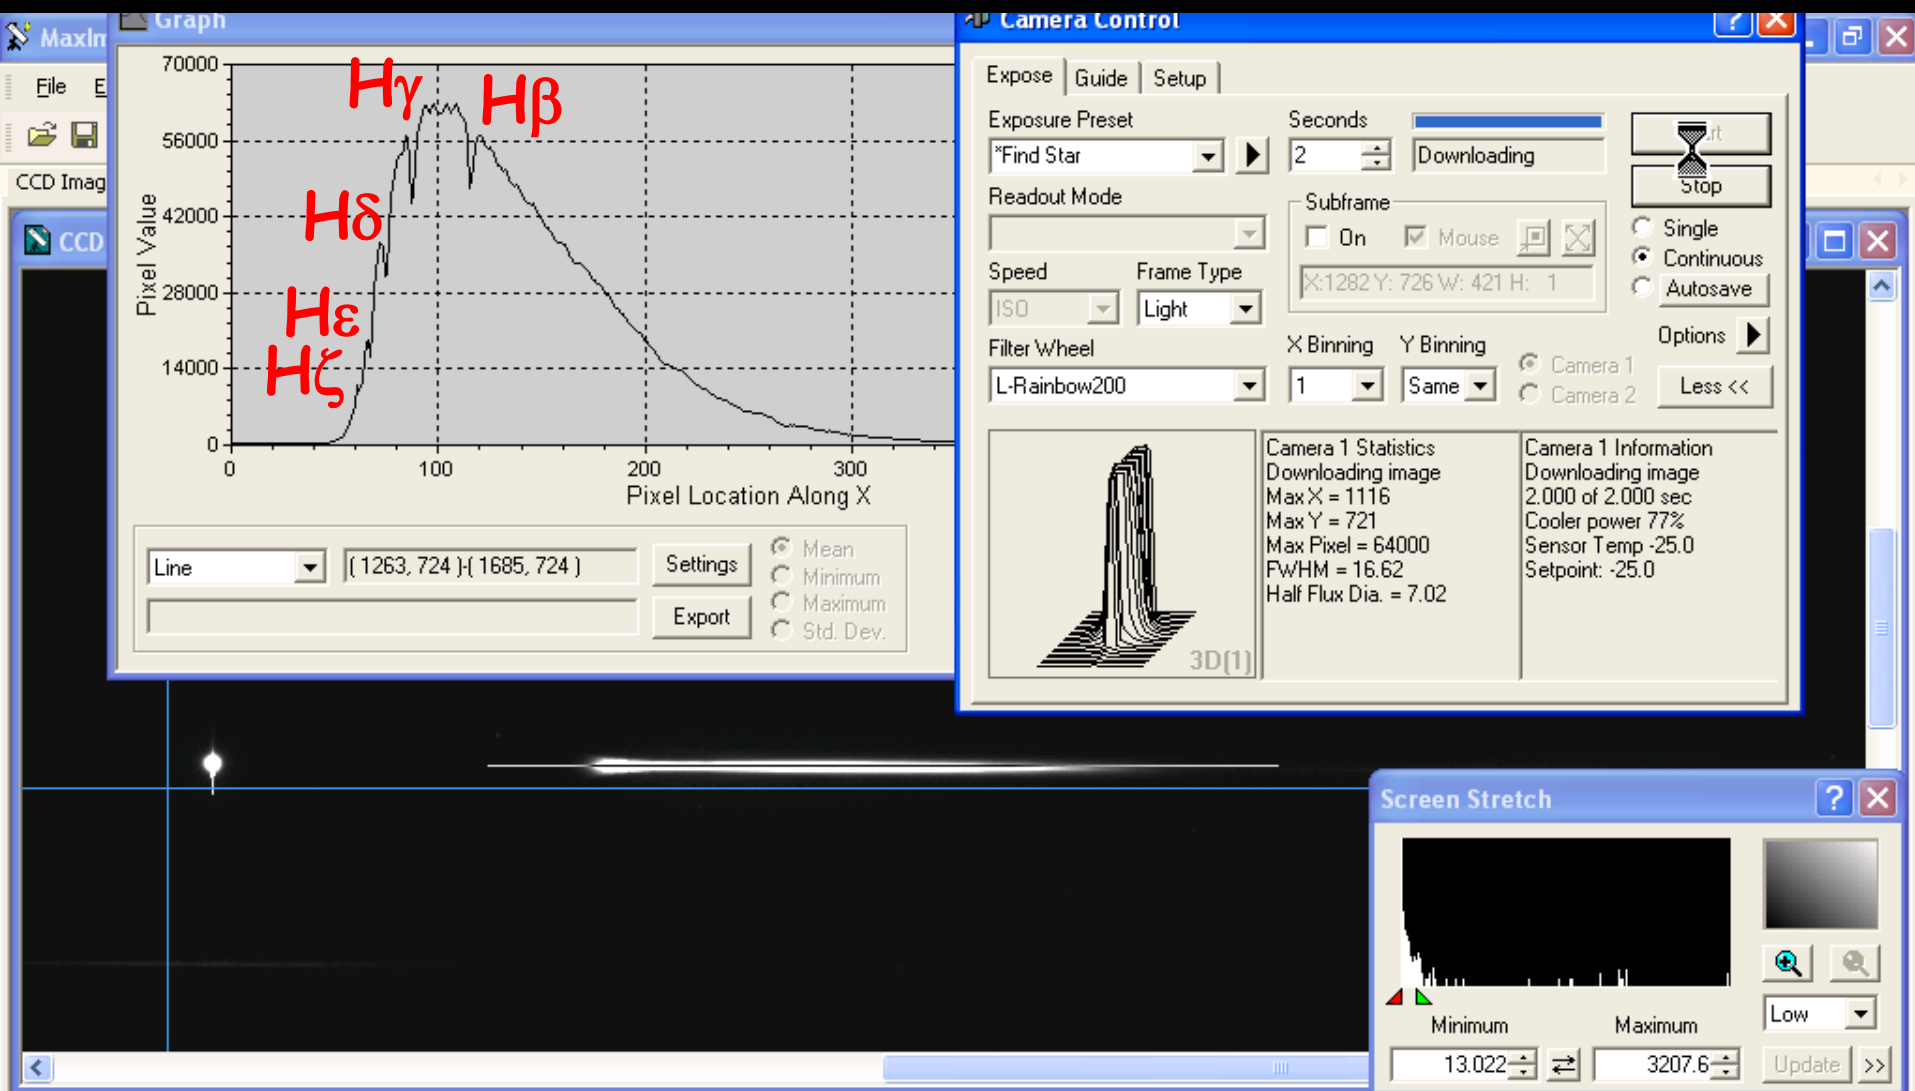 MaxIm
Graph
Camera Control
File E
CCD Imag
CCD
70000
56000
42000
28000
14000
0
Pixel Value
0 100 200 300
Pixel Location Along X
Hγ
Hβ
Hδ
Hε
Hζ
Line
( 1263, 724 )-( 1685, 724 )
Settings
Export
Mean
Minimum
Maximum
Std. Dev.
Expose Guide Setup
Exposure Preset
*Find Star
Seconds
2
Downloading
Stop
Readout Mode
Subframe
On Mouse
X:1282 Y: 726 W: 421 H: 1
Single
Continuous
Autosave
Speed Frame Type
ISO Light
Options
Filter Wheel
L-Rainbow200
X Binning Y Binning
1 Same
Camera 1
Camera 2
Less <<
3D(1)
Camera 1 Statistics
Downloading image
Max X = 1116
Max Y = 721
Max Pixel = 64000
FWHM = 16.62
Half Flux Dia. = 7.02
Camera 1 Information
Downloading image
2.000 of 2.000 sec
Cooler power 77%
Sensor Temp -25.0
Setpoint: -25.0
Screen Stretch
Low
Minimum Maximum
13.022 3207.6
Update >>